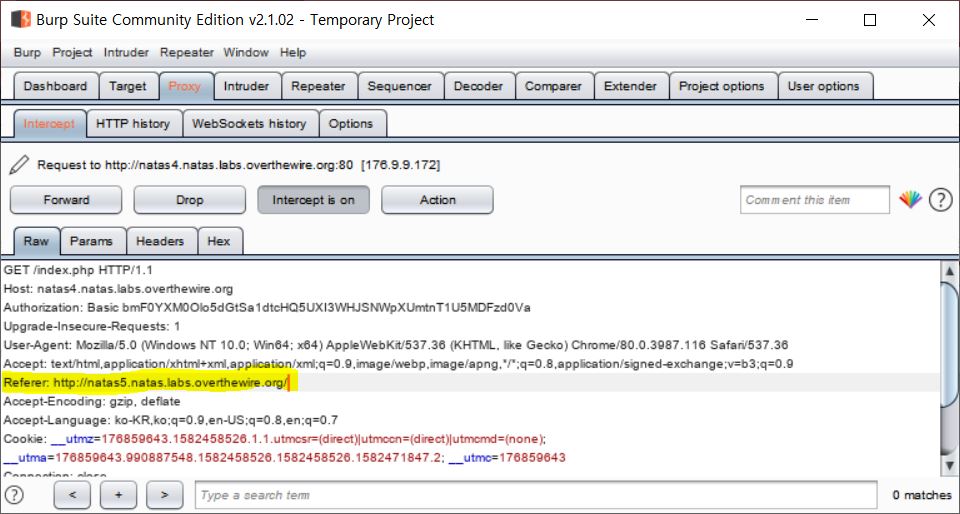 Burp Suite Community Edition v2.1.02 - Temporary Project
Burp Project Intruder Repeater Window Help
Dashboard Target Proxy Intruder Repeater Sequencer Decoder Comparer Extender Project options User options
Intercept HTTP history WebSockets history Options
Request to http://natas4.natas.labs.overthewire.org:80 [176.9.9.172]
Forward Drop Intercept is on Action Comment this item ?
Raw Params Headers Hex
GET /index.php HTTP/1.1
Host: natas4.natas.labs.overthewire.org
Authorization: Basic bmF0YXM0Olo5dGtSa1dtcHQ5UXI3WHJSNWpXUmtnT1U5MDFzd0Va
Upgrade-Insecure-Requests: 1
User-Agent: Mozilla/5.0 (Windows NT 10.0; Win64; x64) AppleWebKit/537.36 (KHTML, like Gecko) Chrome/80.0.3987.116 Safari/537.36
Accept: text/html,application/xhtml+xml,application/xml;q=0.9,image/webp,image/apng,*/*;q=0.8,application/signed-exchange;v=b3;q=0.9
Referer: http://natas5.natas.labs.overthewire.org/
Accept-Encoding: gzip, deflate
Accept-Language: ko-KR,ko;q=0.9,en-US;q=0.8,en;q=0.7
Cookie: __utmz=176859643.1582458526.1.1.utmcsr=(direct)|utmccn=(direct)|utmcmd=(none);
__utma=176859643.990887548.1582458526.1582458526.1582471847.2; __utmc=176859643
Connection: close
? < + > Type a search term 0 matches